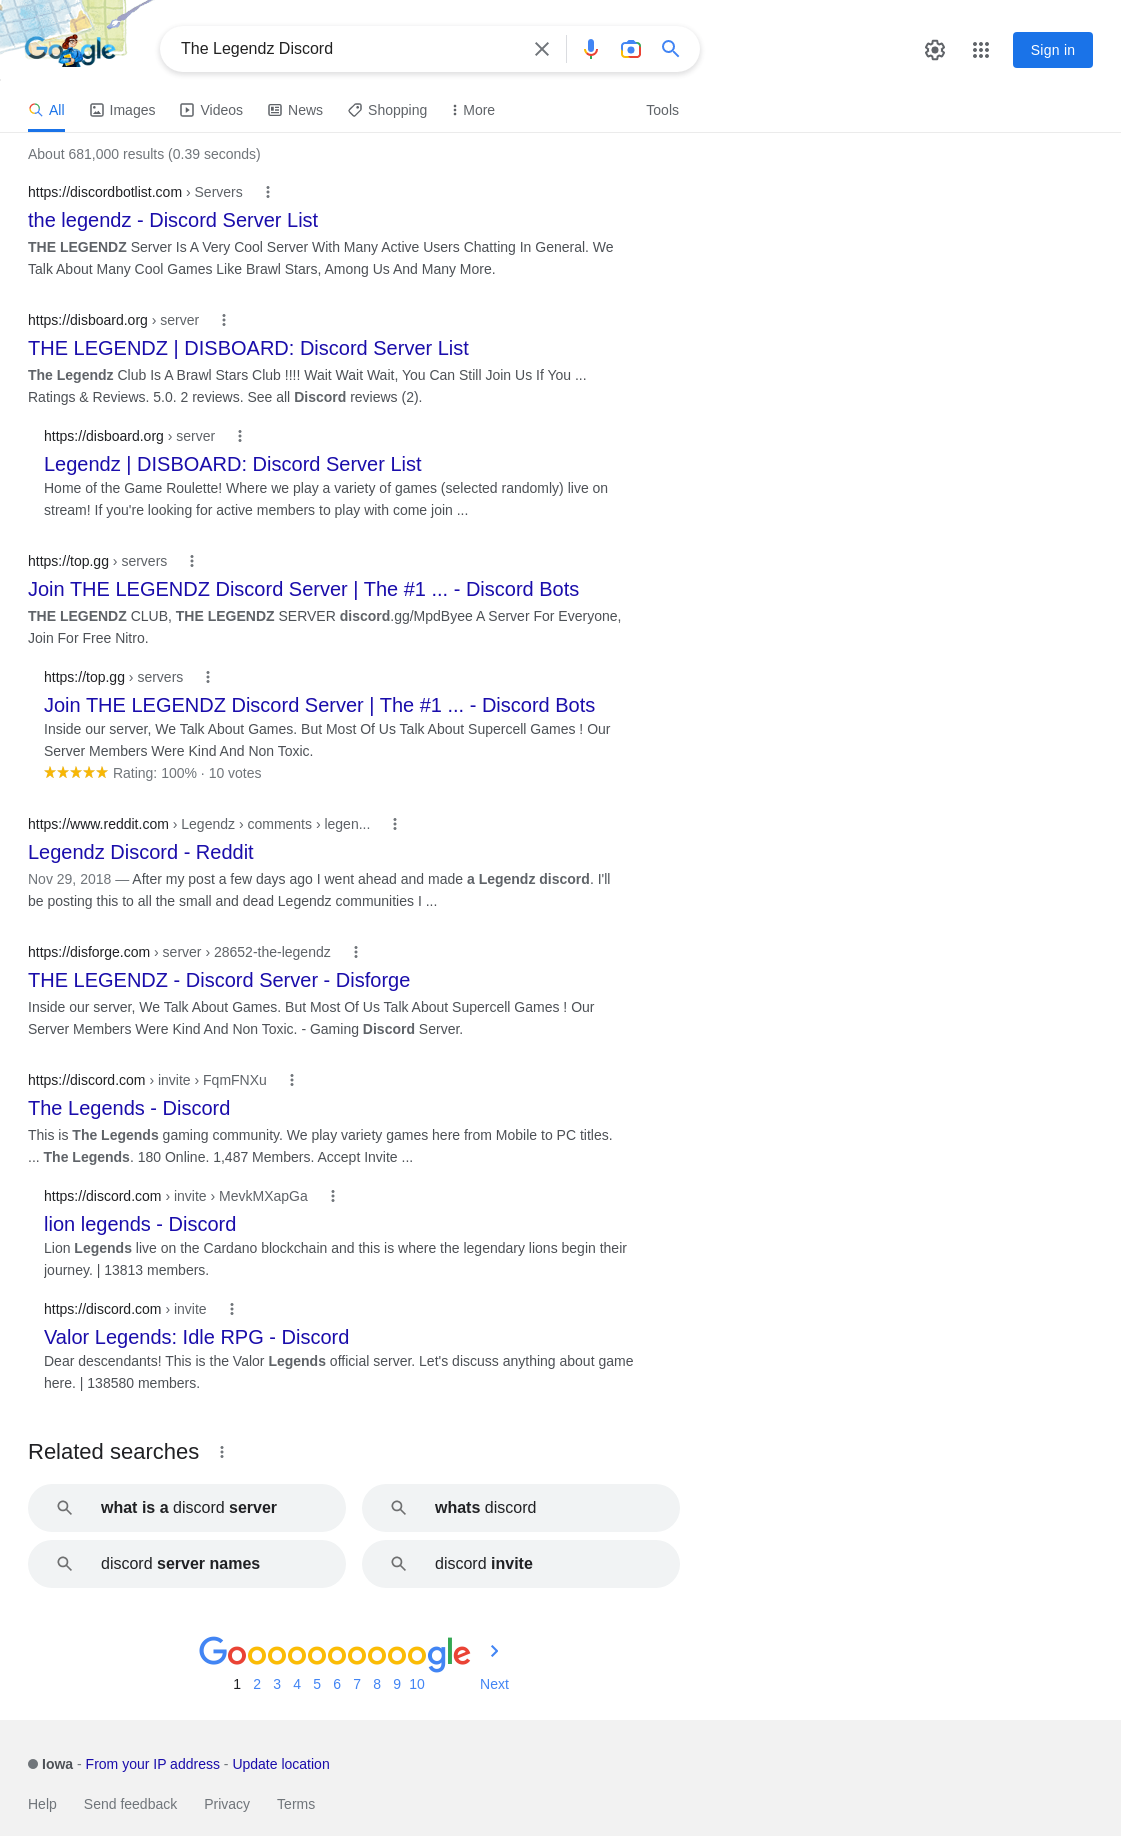 Google
The Legendz Discord
Sign in
All Images Videos News Shopping More Tools
About 681,000 results (0.39 seconds)
https://discordbotlist.com › Servers
the legendz - Discord Server List
THE LEGENDZ Server Is A Very Cool Server With Many Active Users Chatting In General. We
Talk About Many Cool Games Like Brawl Stars, Among Us And Many More.
https://disboard.org › server
THE LEGENDZ | DISBOARD: Discord Server List
The Legendz Club Is A Brawl Stars Club !!!! Wait Wait Wait, You Can Still Join Us If You ...
Ratings & Reviews. 5.0. 2 reviews. See all Discord reviews (2).
https://disboard.org › server
Legendz | DISBOARD: Discord Server List
Home of the Game Roulette! Where we play a variety of games (selected randomly) live on
stream! If you're looking for active members to play with come join ...
https://top.gg › servers
Join THE LEGENDZ Discord Server | The #1 ... - Discord Bots
THE LEGENDZ CLUB, THE LEGENDZ SERVER discord.gg/MpdByee A Server For Everyone,
Join For Free Nitro.
https://top.gg › servers
Join THE LEGENDZ Discord Server | The #1 ... - Discord Bots
Inside our server, We Talk About Games. But Most Of Us Talk About Supercell Games ! Our
Server Members Were Kind And Non Toxic.
Rating: 100% · 10 votes
https://www.reddit.com › Legendz › comments › legen...
Legendz Discord - Reddit
Nov 29, 2018 — After my post a few days ago I went ahead and made a Legendz discord. I'll
be posting this to all the small and dead Legendz communities I ...
https://disforge.com › server › 28652-the-legendz
THE LEGENDZ - Discord Server - Disforge
Inside our server, We Talk About Games. But Most Of Us Talk About Supercell Games ! Our
Server Members Were Kind And Non Toxic. - Gaming Discord Server.
https://discord.com › invite › FqmFNXu
The Legends - Discord
This is The Legends gaming community. We play variety games here from Mobile to PC titles.
... The Legends. 180 Online. 1,487 Members. Accept Invite ...
https://discord.com › invite › MevkMXapGa
lion legends - Discord
Lion Legends live on the Cardano blockchain and this is where the legendary lions begin their
journey. | 13813 members.
https://discord.com › invite
Valor Legends: Idle RPG - Discord
Dear descendants! This is the Valor Legends official server. Let's discuss anything about game
here. | 138580 members.
Related searches
what is a discord server
whats discord
discord server names
discord invite
Goooooooooogle
1 2 3 4 5 6 7 8 9 10 Next
Iowa - From your IP address - Update location
Help Send feedback Privacy Terms